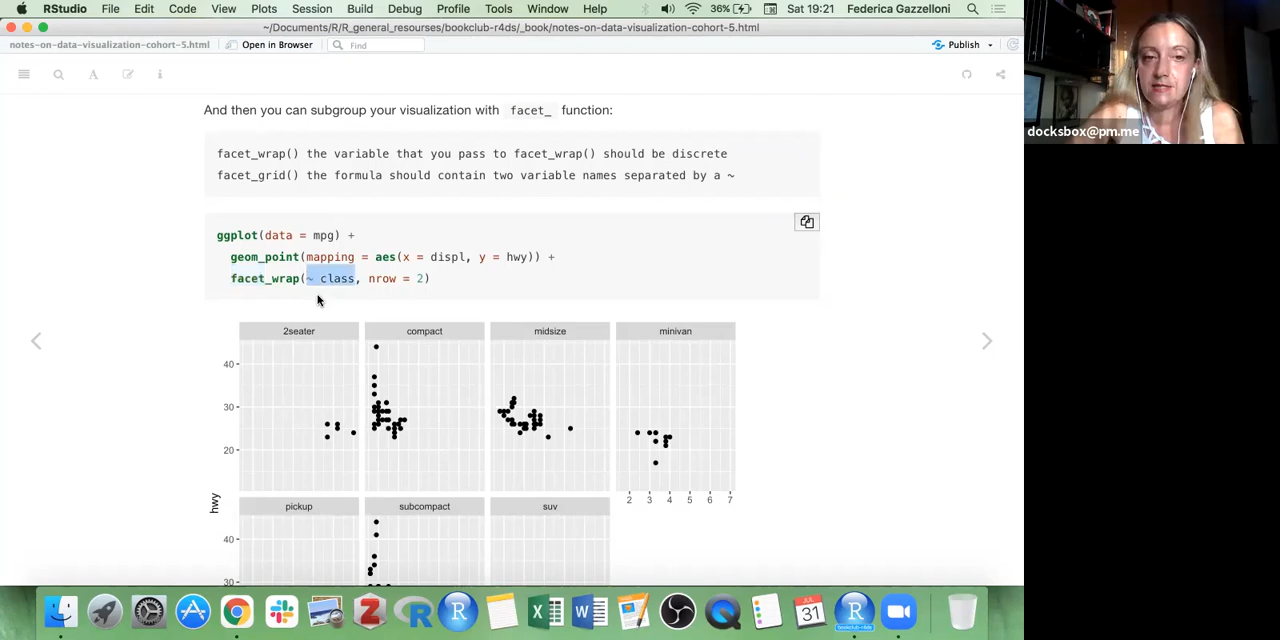 RStudio File Edit Code View Plots Session Build Debug Profile Tools Window Help 36% Sat 19:21 Federica Gazzelloni
~/Documents/R/R_general_resourses/bookclub-r4ds/_book/notes-on-data-visualization-cohort-5.html
notes-on-data-visualization-cohort-5.html Open in Browser Find Publish
And then you can subgroup your visualization with facet_ function:
facet_wrap() the variable that you pass to facet_wrap() should be discrete
facet_grid() the formula should contain two variable names separated by a ~
ggplot(data = mpg) +
geom_point(mapping = aes(x = displ, y = hwy)) +
facet_wrap(~ class, nrow = 2)
2seater compact midsize minivan
40
30
20
2 3 4 5 6 7
hwy
pickup subcompact suv
40
30
docksbox@pm.me
31
bookclub-r4ds